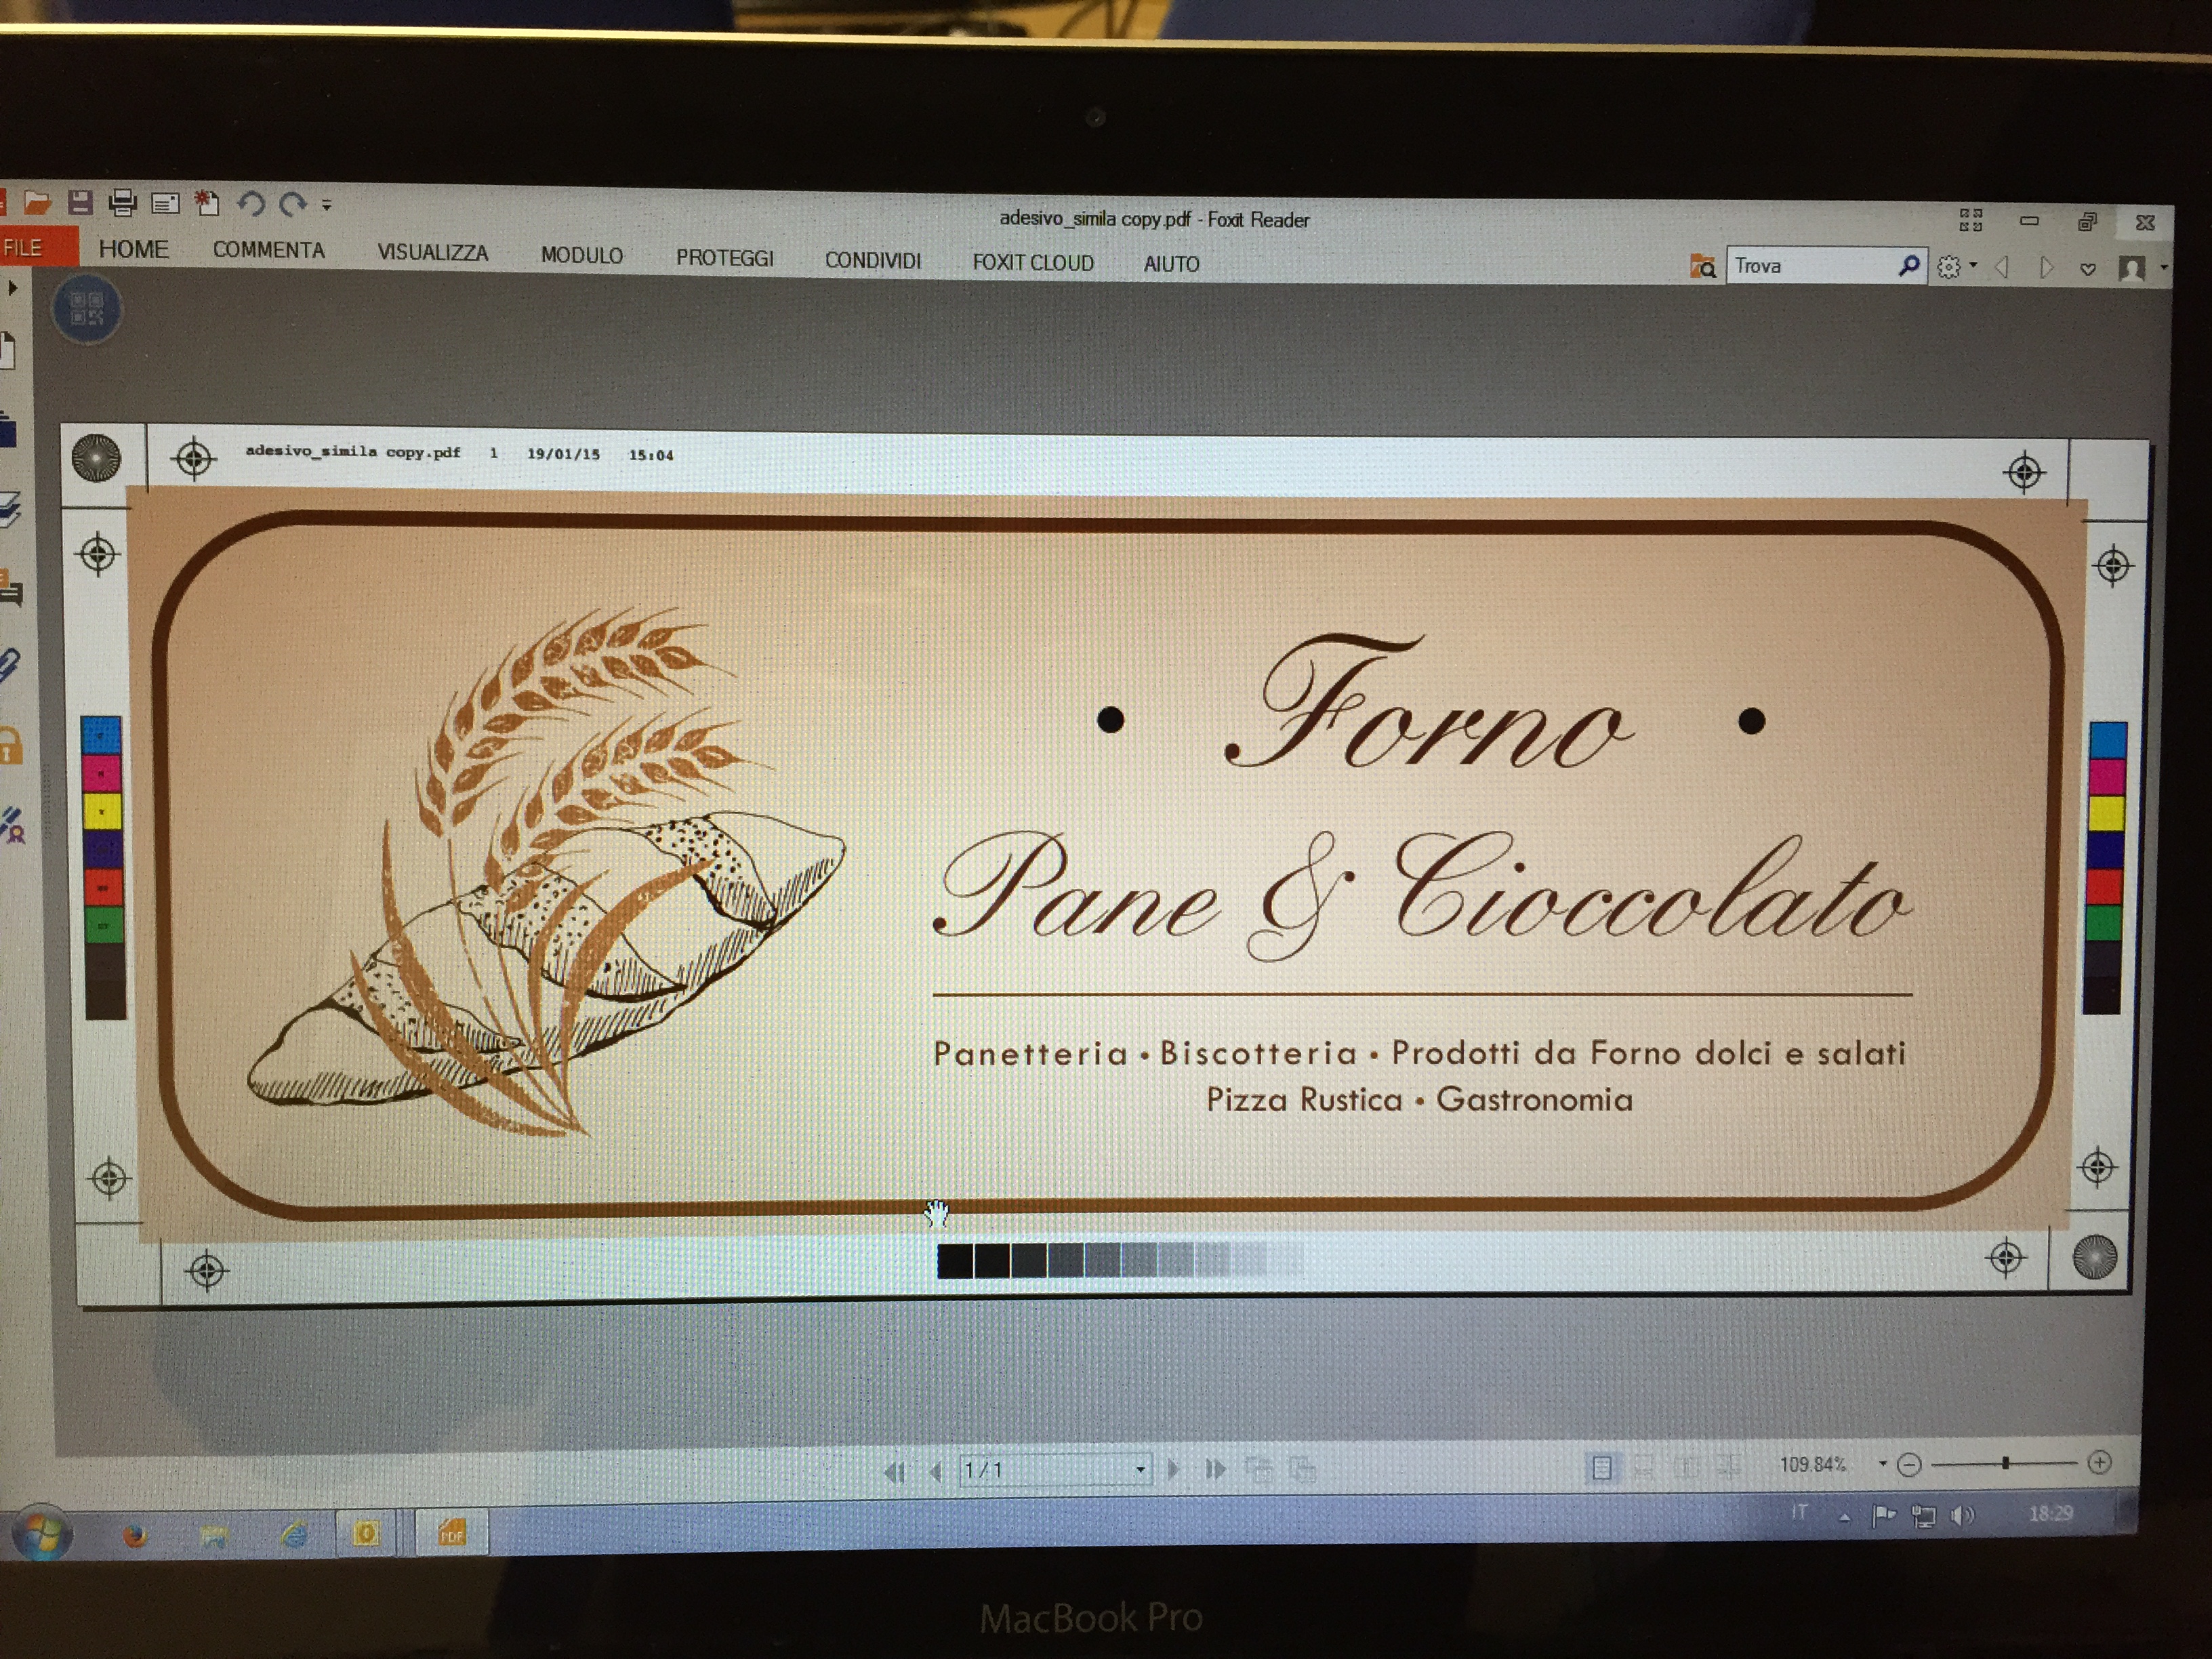 adesivo_simila copy.pdf - Foxit Reader
FILE HOME COMMENTA VISUALIZZA MODULO PROTEGGI CONDIVIDI FOXIT CLOUD AIUTO Trova
adesivo_simila copy.pdf 1 19/01/15 15:04
• Forno •
Pane & Cioccolato
Panetteria • Biscotteria • Prodotti da Forno dolci e salati
Pizza Rustica • Gastronomia
1 / 1 109.84%
PDF IT 18:29
MacBook Pro